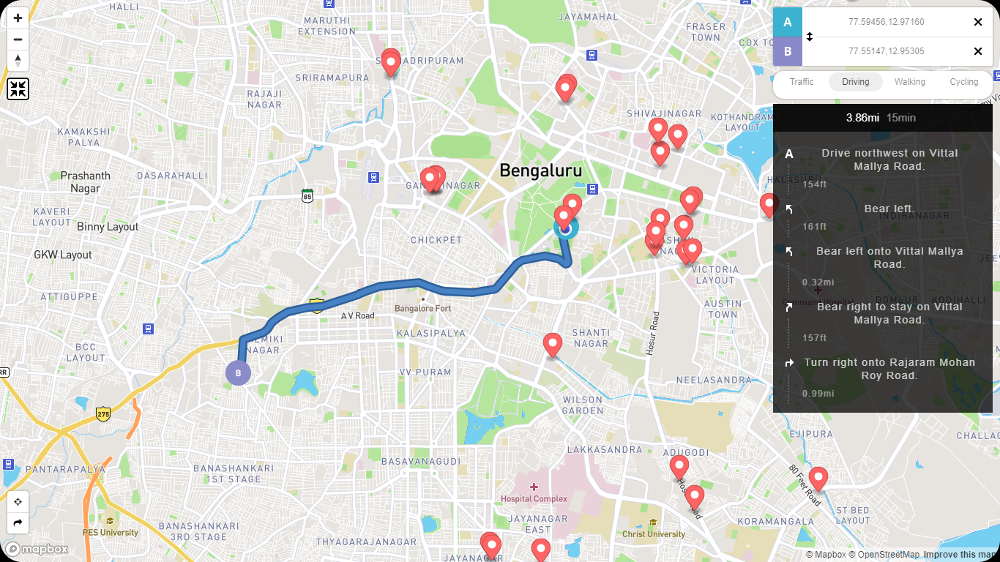 HALLI
MARUTHI
EXTENSION
JAYAMAHAL
FRASER
TOWN
COX TO
SRIRAMAPURA
RAJAJI
NAGAR
SHIVAJINAGAR
KOTHANDRAM
LAYOUT
KAMAKSHI
PALYA
Prashanth
Nagar
DASARAHALLI
Bengaluru
85
KAVERI
LAYOUT
Binny Layout
GKW Layout
CHICKPET
HALASURU
INDIRANAGAR
VICTORIA
LAYOUT
ATTIGUPPE
Bangalore Fort
A V Road
AUSTIN
TOWN
Command Hospital
DOMLUR
KODIHALLI
KALASIPALYA
SHANTI
NAGAR
Hosur Road
BCC
LAYOUT
NAGAR
VV PURAM
NEELASANDRA
WILSON
GARDEN
275
EJIPURA
CHALLAG
LAKKASANDRA
ADUGODI
BASAVANAGUDI
PANTARAPALYA
BANASHANKARI
1ST STAGE
80 Feet Road
Hospital Complex
ST BED
LAYOUT
JAYANAGAR
EAST
KORAMANGALA
PES University
BANASHANKARI
3RD STAGE
Christ University
THYAGARAJANAGAR
JAYANAGAR
mapbox
© Mapbox © OpenStreetMap Improve this map
A
77.59456,12.97160
B
77.55147,12.95305
Traffic Driving Walking Cycling
3.86mi 15min
A
Drive northwest on Vittal
Mallya Road.
154ft
Bear left.
161ft
Bear left onto Vittal Mallya
Road.
0.32mi
Bear right to stay on Vittal
Mallya Road.
157ft
Turn right onto Rajaram Mohan
Roy Road.
0.99mi
B